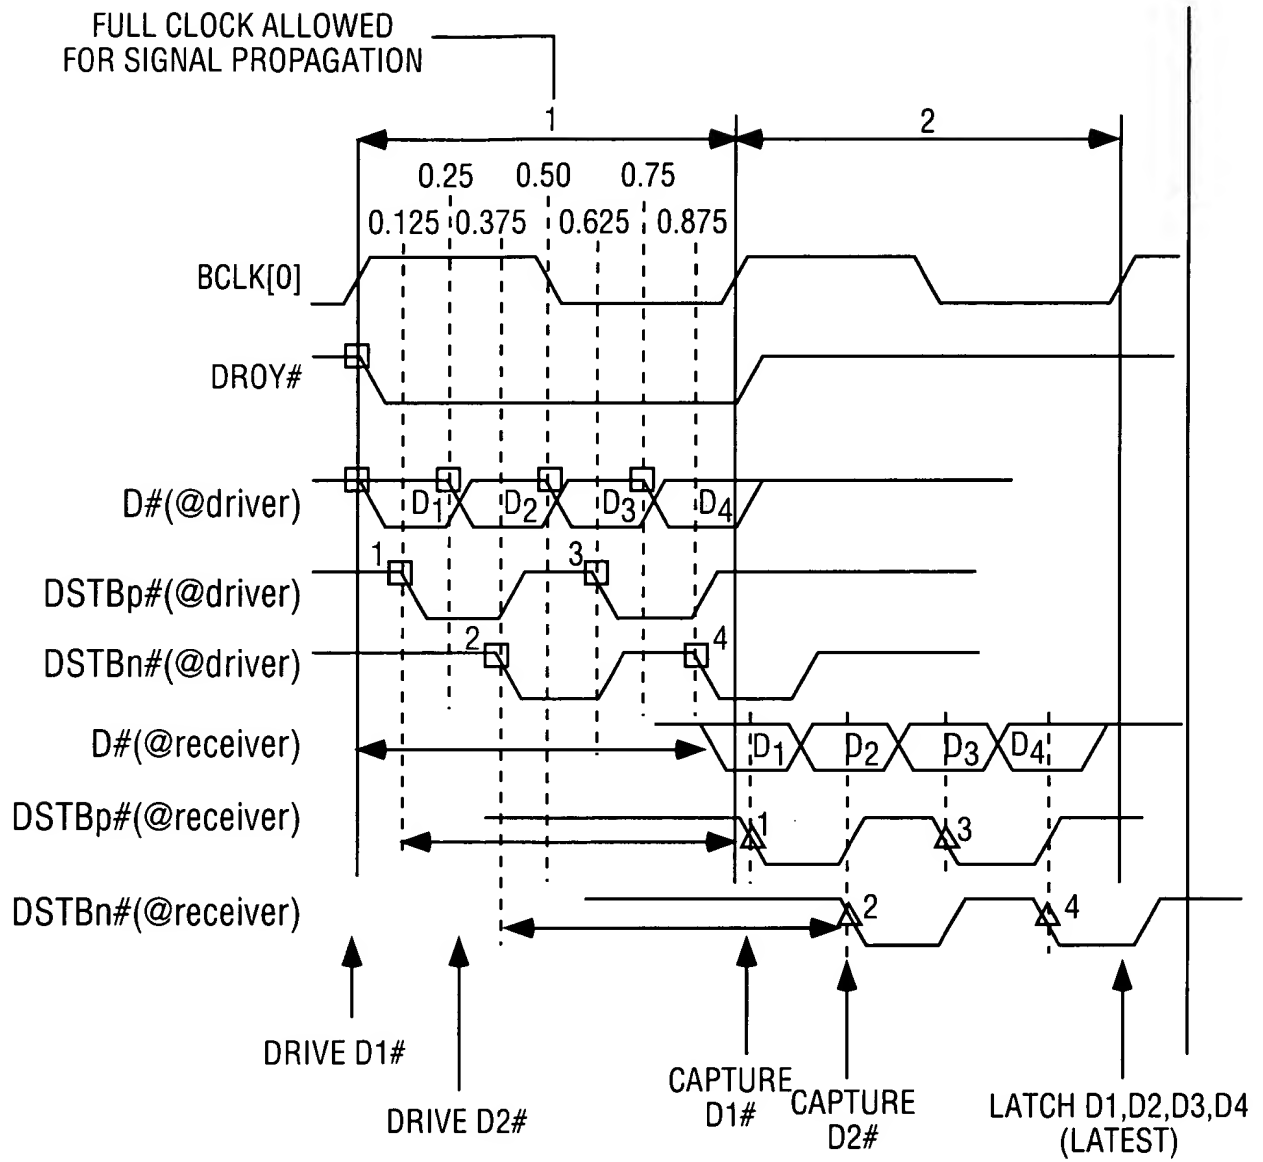 FULL CLOCK ALLOWED
FOR SIGNAL PROPAGATION
1
2
0.25 0.50 0.75
0.125 0.375 0.625 0.875
BCLK[0]
DROY#
D#(@driver)
D1 D2 D3 D4
DSTBp#(@driver)
1 3
DSTBn#(@driver)
2 4
D#(@receiver)
D1 D2 D3 D4
DSTBp#(@receiver)
1 3
DSTBn#(@receiver)
2 4
DRIVE D1#
DRIVE D2#
CAPTURE
D1#
CAPTURE
D2#
LATCH D1,D2,D3,D4
(LATEST)